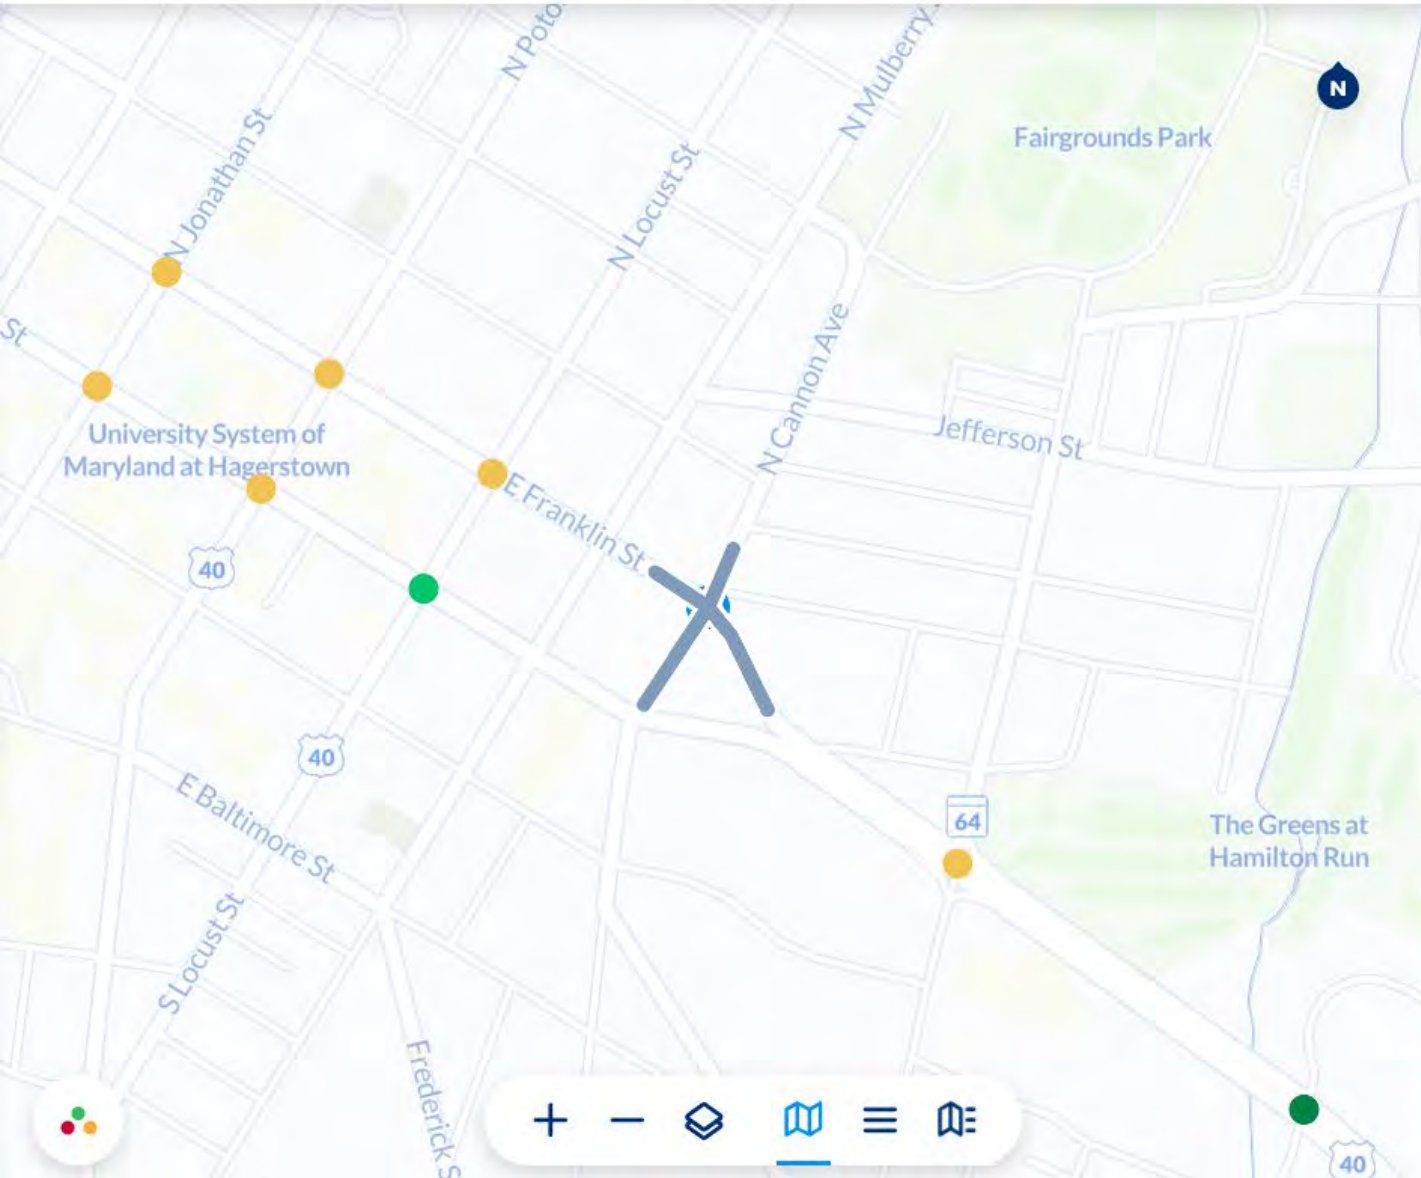 N Poto
N Mulberry
N
Fairgrounds Park
N Jonathan St
N Locust St
St
N Cannon Ave
University System of
Maryland at Hagerstown
Jefferson St
E Franklin St
40
40
E Baltimore St
64
The Greens at
Hamilton Run
S Locust St
Frederick S
40